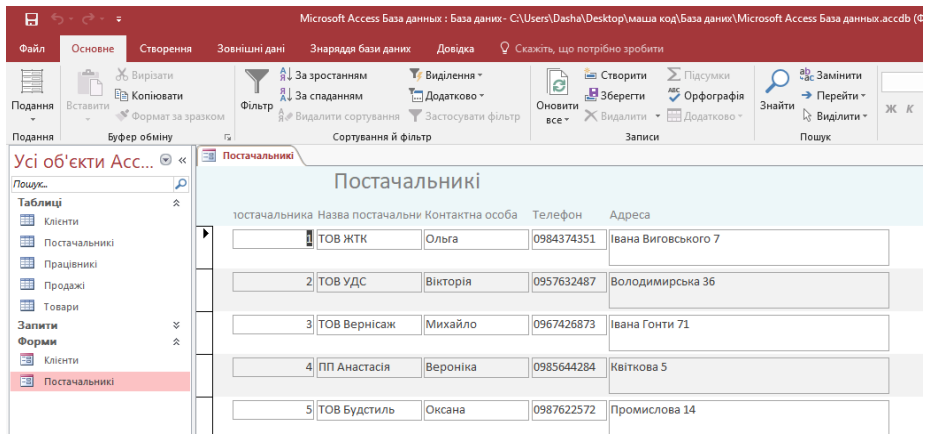 Microsoft Access База данных : База даних- C:\Users\Dasha\Desktop\маша код\База даних\Microsoft Access База данных.accdb (Ф
Файл Основне Створення Зовнішні дані Знаряддя бази даних Довідка Скажіть, що потрібно зробити
Подання
Вставити
Вирізати
Копіювати
Формат за зразком
Фільтр
За зростанням
За спаданням
Видалити сортування
Виділення
Додатково
Застосувати фільтр
Оновити все
Створити
Зберегти
Видалити
Підсумки
Орфографія
Додатково
Знайти
Замінити
Перейти
Виділити
Ж К
Подання Буфер обміну Сортування й фільтр Записи Пошук
Усі об'єкти Acc...
Пошук...
Таблиці
Клієнти
Постачальникі
Працівникі
Продажі
Товари
Запити
Форми
Клієнти
Постачальникі
Постачальникі
Постачальникі
постачальника Назва постачальни Контактна особа Телефон Адреса
1 ТОВ ЖТК Ольга 0984374351 Івана Виговського 7
2 ТОВ УДС Вікторія 0957632487 Володимирська 36
3 ТОВ Вернісаж Михайло 0967426873 Івана Гонти 71
4 ПП Анастасія Вероніка 0985644284 Квіткова 5
5 ТОВ Будстиль Оксана 0987622572 Промислова 14